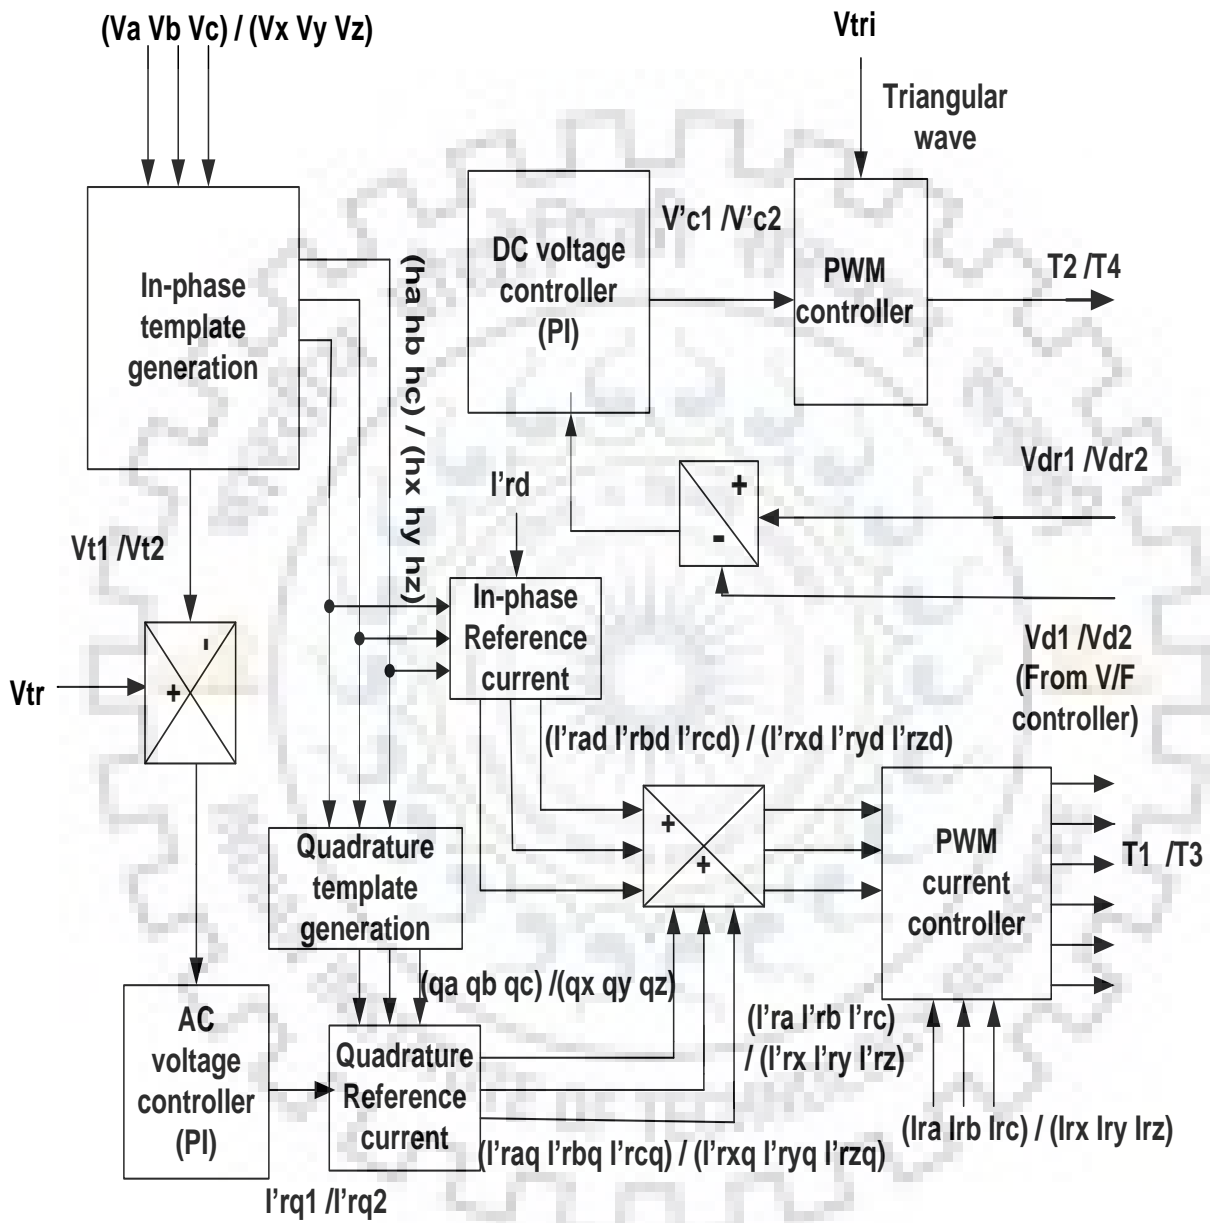 (Va Vb Vc) / (Vx Vy Vz)
Vtri
Triangular
wave
In-phase
template
generation
(ha hb hc) / (hx hy hz)
DC voltage
controller
(PI)
V'c1 /V'c2
PWM
controller
T2 /T4
Vdr1 /Vdr2
+
-
I'rd
Vt1 /Vt2
In-phase
Reference
current
Vd1 /Vd2
(From V/F
controller)
-
+
Vtr
(I'rad I'rbd I'rcd) / (I'rxd I'ryd I'rzd)
+
+
PWM
current
controller
T1 /T3
Quadrature
template
generation
(qa qb qc) /(qx qy qz)
AC
voltage
controller
(PI)
Quadrature
Reference
current
(I'ra I'rb I'rc)
/ (I'rx I'ry I'rz)
(Ira Irb Irc) / (Irx Iry Irz)
(I'raq I'rbq I'rcq) / (I'rxq I'ryq I'rzq)
I'rq1 /I'rq2